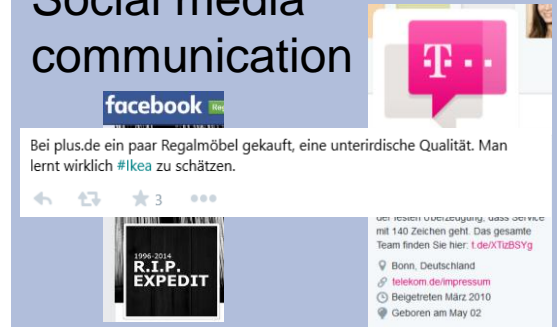 Social media
communication
facebook
T
Bei plus.de ein paar Regalmöbel gekauft, eine unterirdische Qualität. Man
lernt wirklich #Ikea zu schätzen.
3
der festen Überzeugung, dass Service
mit 140 Zeichen geht. Das gesamte
Team finden Sie hier: t.de/XTizBSYg
1996-2014
R.I.P.
EXPEDIT
Bonn, Deutschland
telekom.de/impressum
Beigetreten März 2010
Geboren am May 02